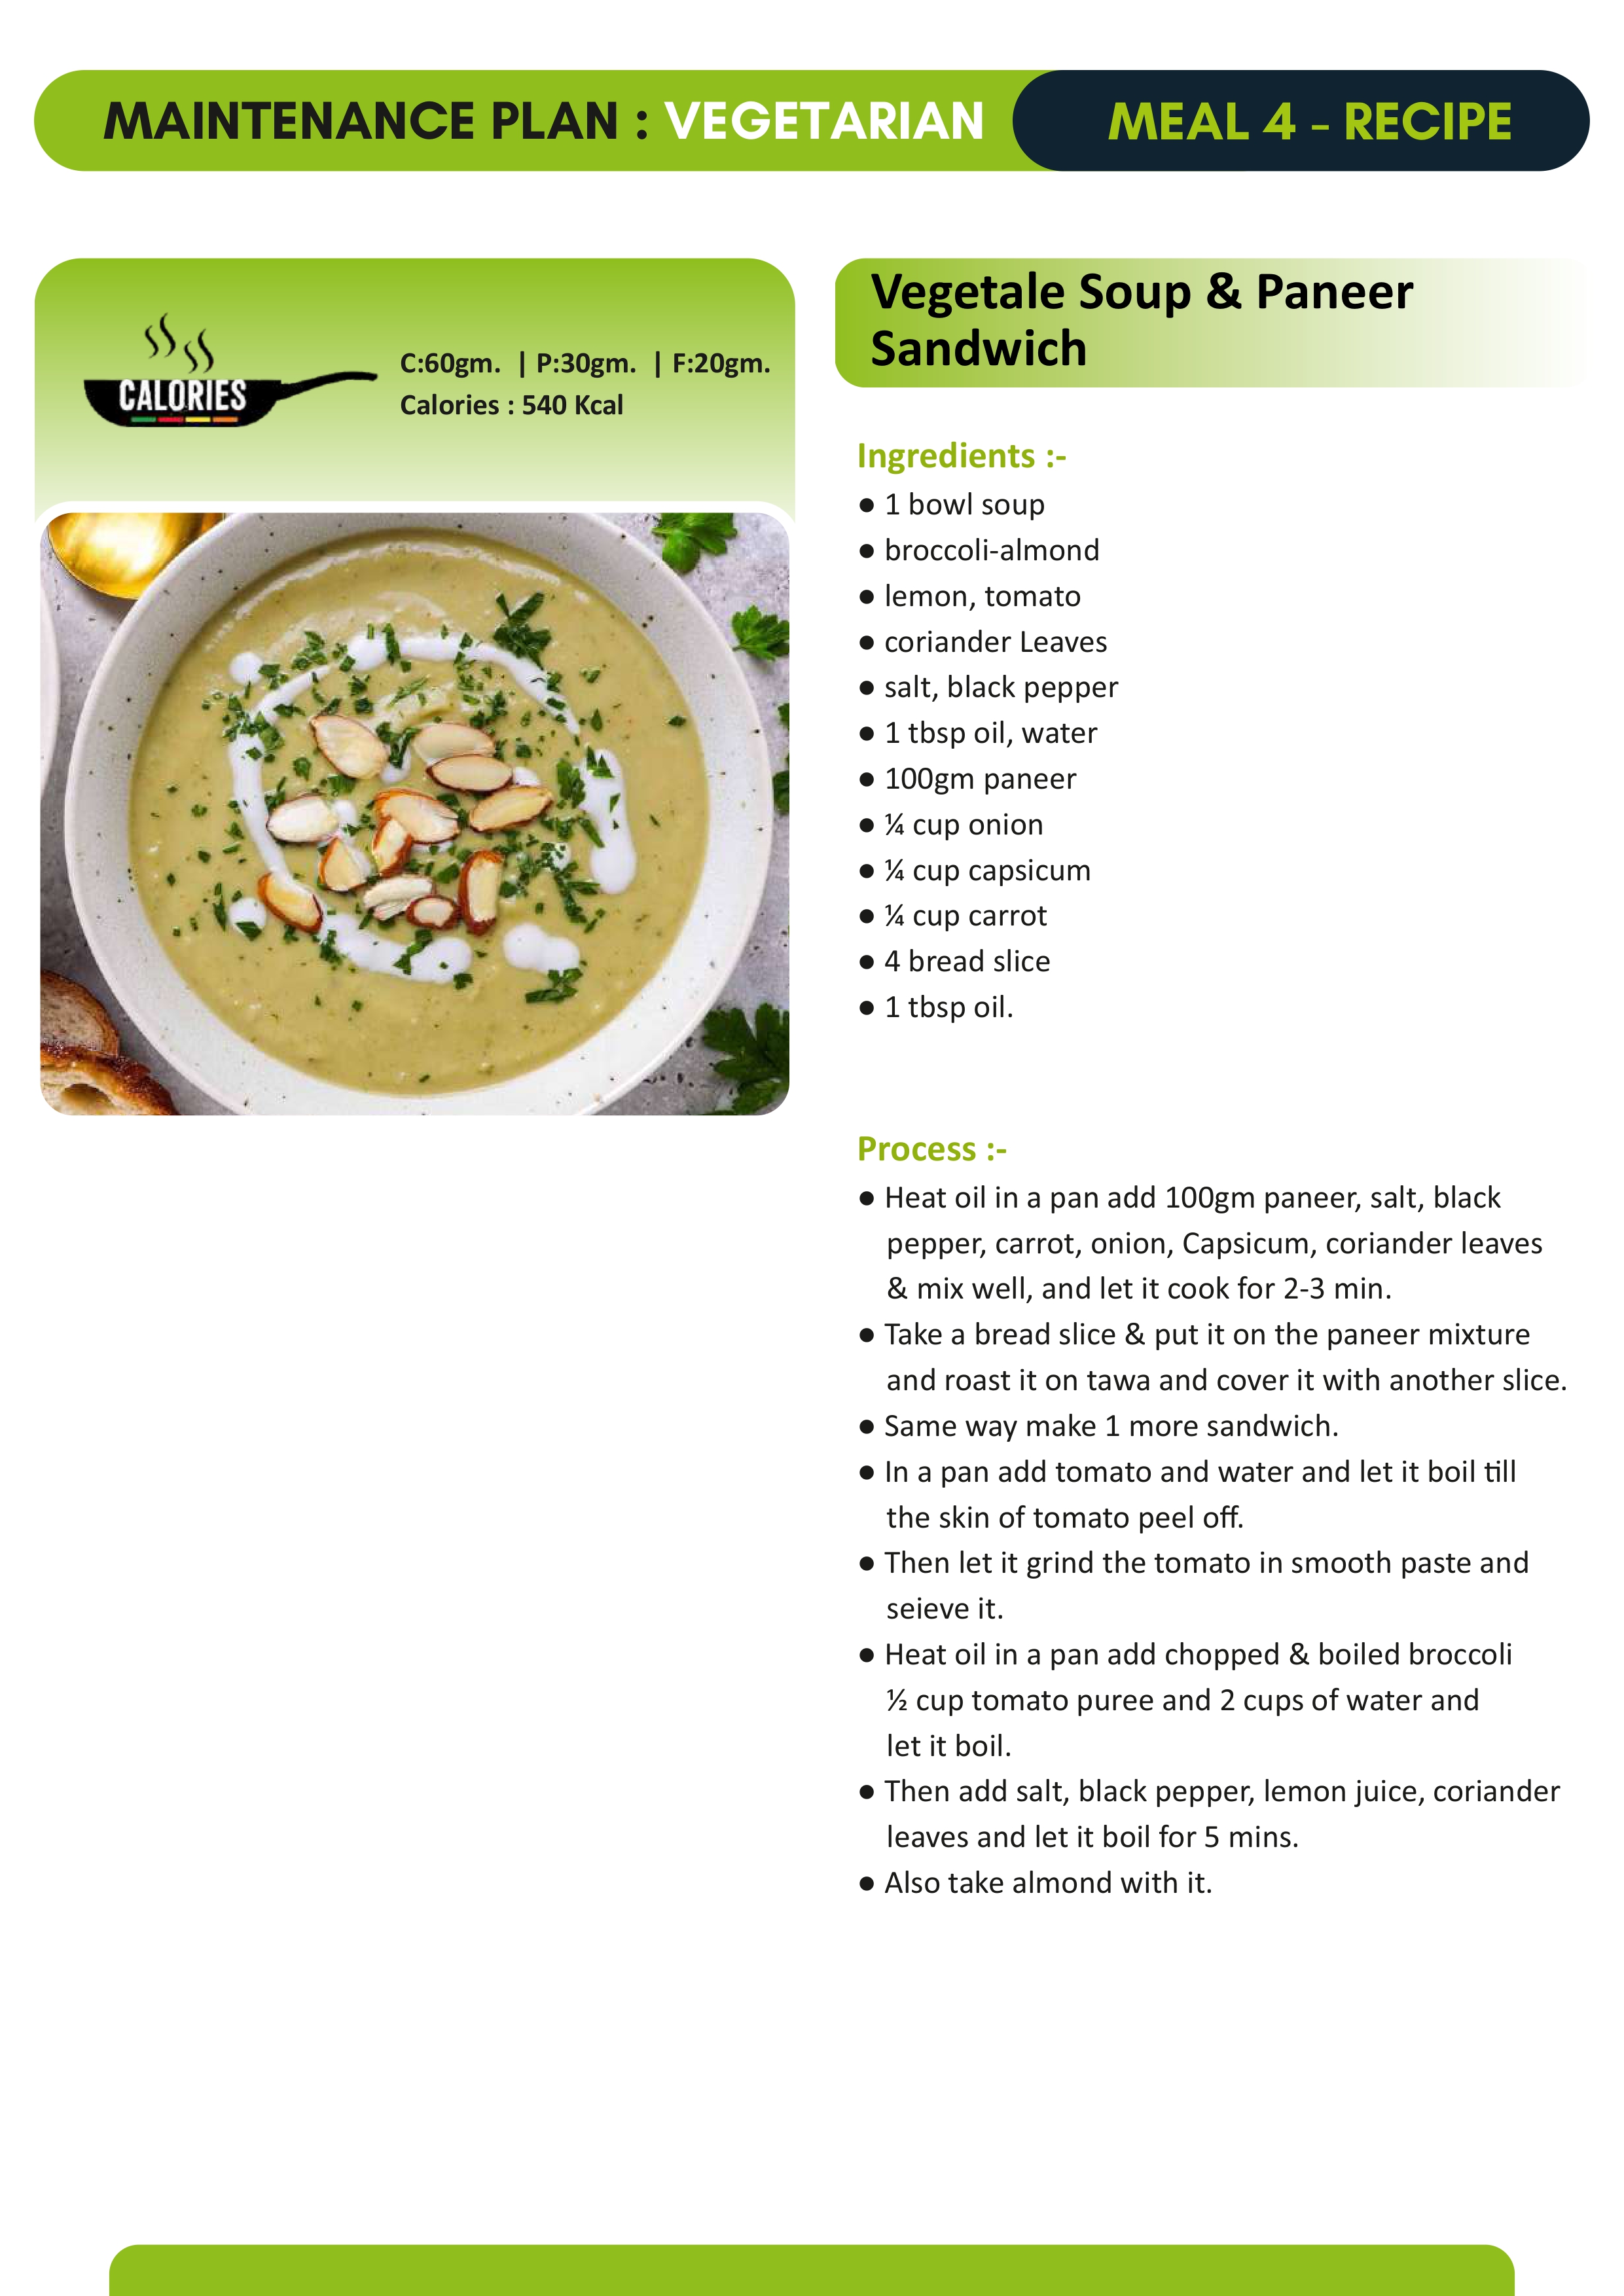 MAINTENANCE PLAN : VEGETARIAN
MEAL 4 - RECIPE
CALORIES
C:60gm. | P:30gm. | F:20gm.
Calories : 540 Kcal
Vegetale Soup & Paneer
Sandwich
Ingredients :-
● 1 bowl soup
● broccoli-almond
● lemon, tomato
● coriander Leaves
● salt, black pepper
● 1 tbsp oil, water
● 100gm paneer
● ¼ cup onion
● ¼ cup capsicum
● ¼ cup carrot
● 4 bread slice
● 1 tbsp oil.
Process :-
● Heat oil in a pan add 100gm paneer, salt, black
pepper, carrot, onion, Capsicum, coriander leaves
& mix well, and let it cook for 2-3 min.
● Take a bread slice & put it on the paneer mixture
and roast it on tawa and cover it with another slice.
● Same way make 1 more sandwich.
● In a pan add tomato and water and let it boil till
the skin of tomato peel off.
● Then let it grind the tomato in smooth paste and
seieve it.
● Heat oil in a pan add chopped & boiled broccoli
½ cup tomato puree and 2 cups of water and
let it boil.
● Then add salt, black pepper, lemon juice, coriander
leaves and let it boil for 5 mins.
● Also take almond with it.